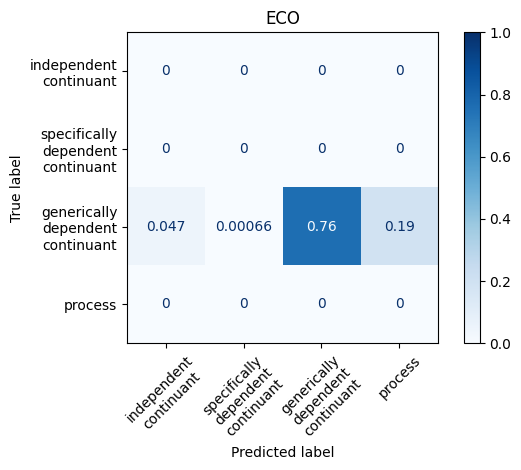 ECO
True label
independent
continuant
0 0 0 0
specifically
dependent
continuant
0 0 0 0
generically
dependent
continuant
0.047 0.00066 0.76 0.19
process
0 0 0 0
independent
continuant
specifically
dependent
continuant
generically
dependent
continuant
process
Predicted label
1.0
0.8
0.6
0.4
0.2
0.0